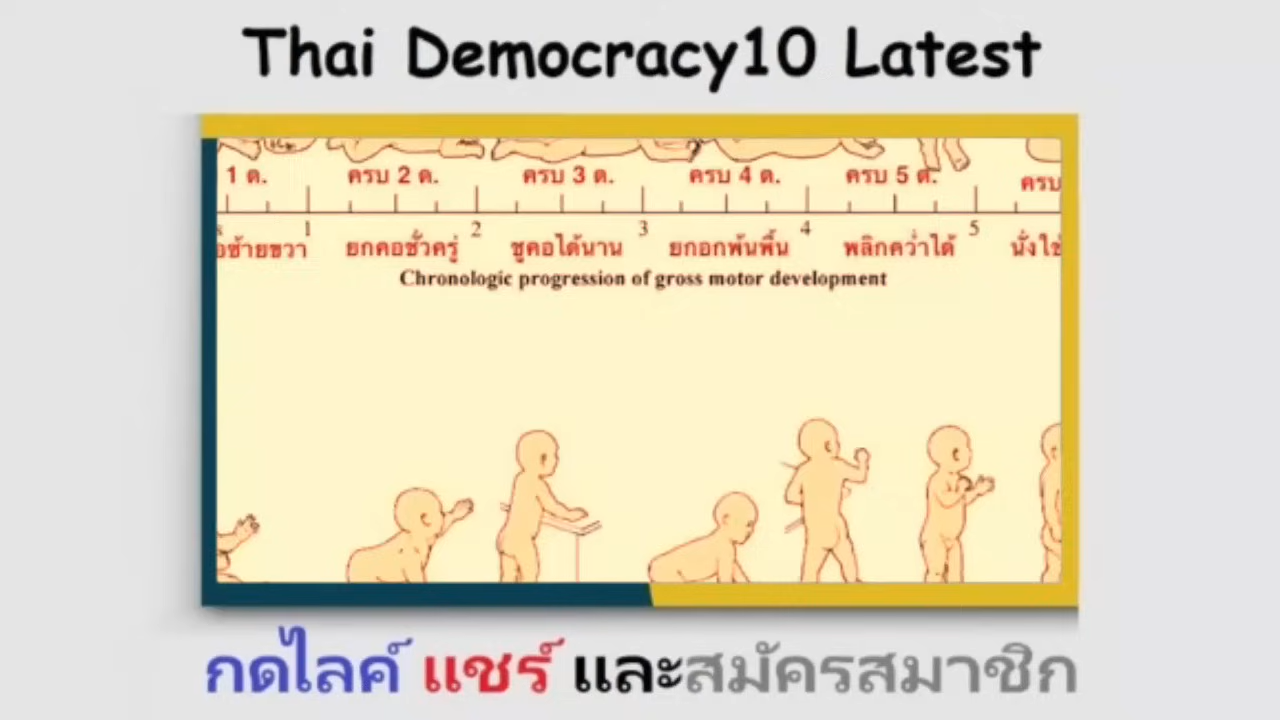 Thai Democracy10 Latest
1 ด. ครบ 2 ด. ครบ 3 ด. ครบ 4 ด. ครบ 5 ด. ครบ
1 2 3 4 5
ยกคอชั่วครู่ ชูคอได้นาน ยกอกพ้นพื้น พลิกคว่ำได้
Chronologic progression of gross motor development
กดไลค์ แชร์ และสมัครสมาชิก